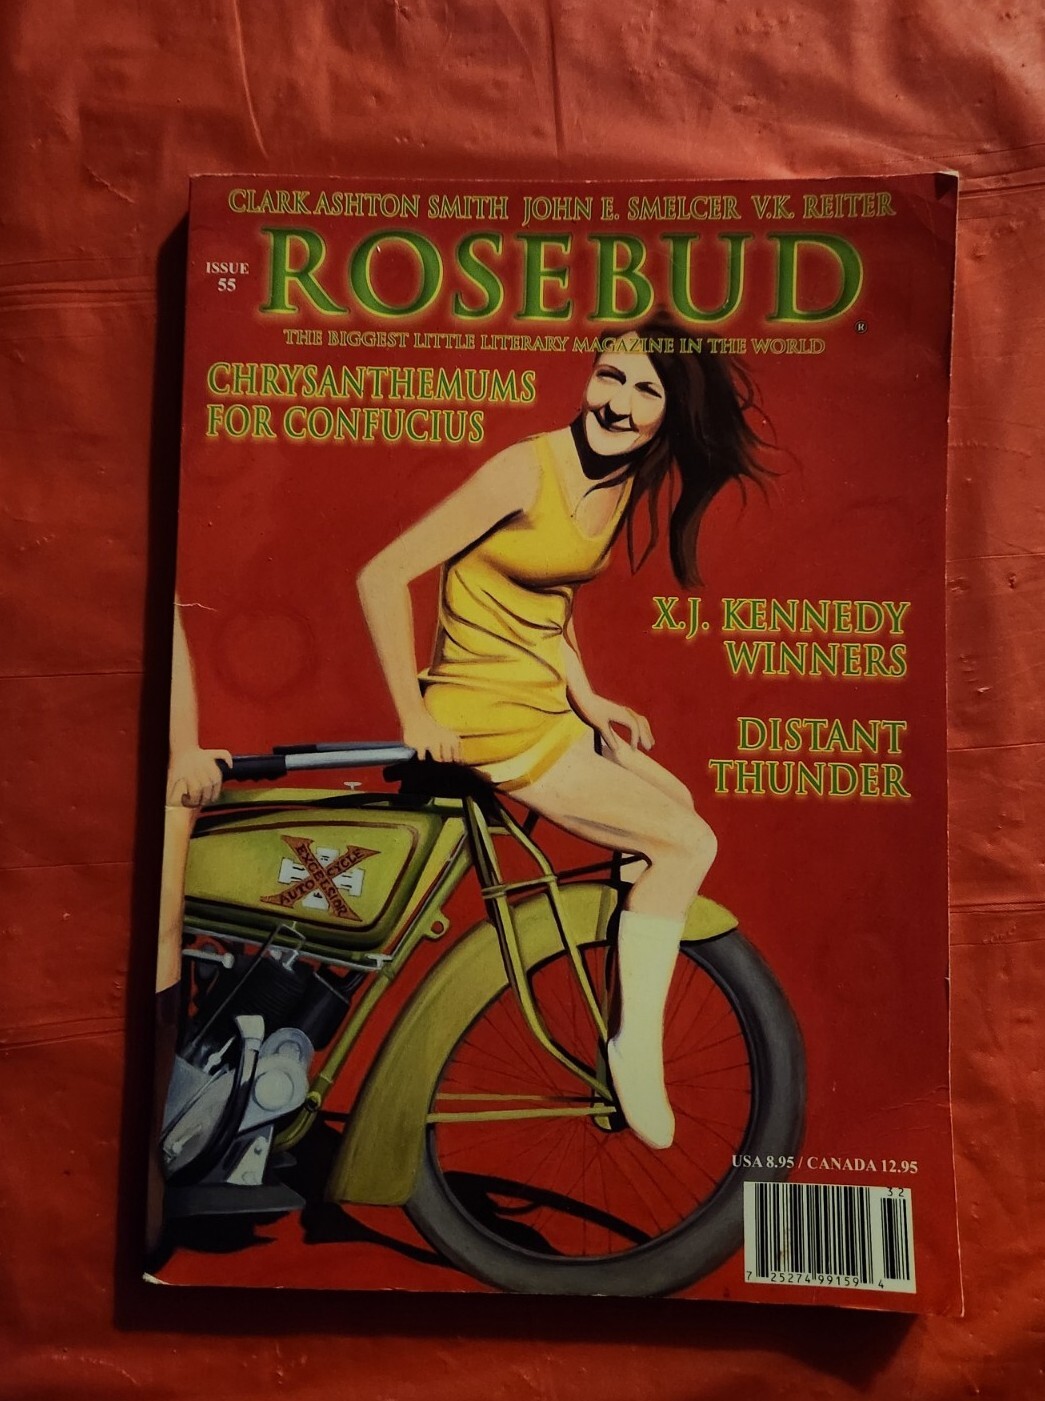 CLARK ASHTON SMITH JOHN E. SMELCER V.K. REITER
ROSEBUD
®
ISSUE
55
THE BIGGEST LITTLE LITERARY MAGAZINE IN THE WORLD
CHRYSANTHEMUMS
FOR CONFUCIUS
X.J. KENNEDY
WINNERS
DISTANT
THUNDER
EXCELSIOR
AUTO CYCLE
USA 8.95 / CANADA 12.95
32
7 25274 99159 4